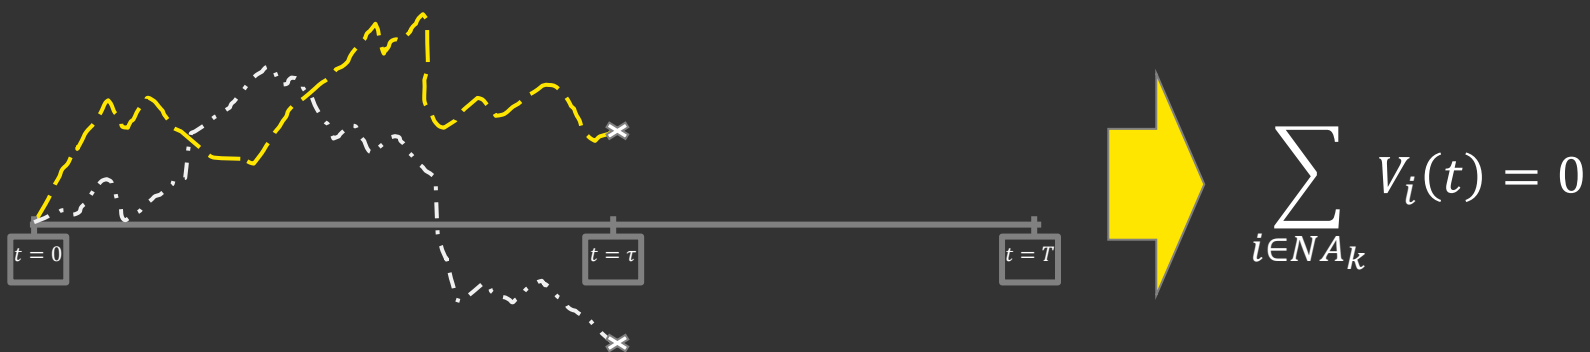 t = 0
t = τ
t = T
∑ V_i(t) = 0
i∈NA_k